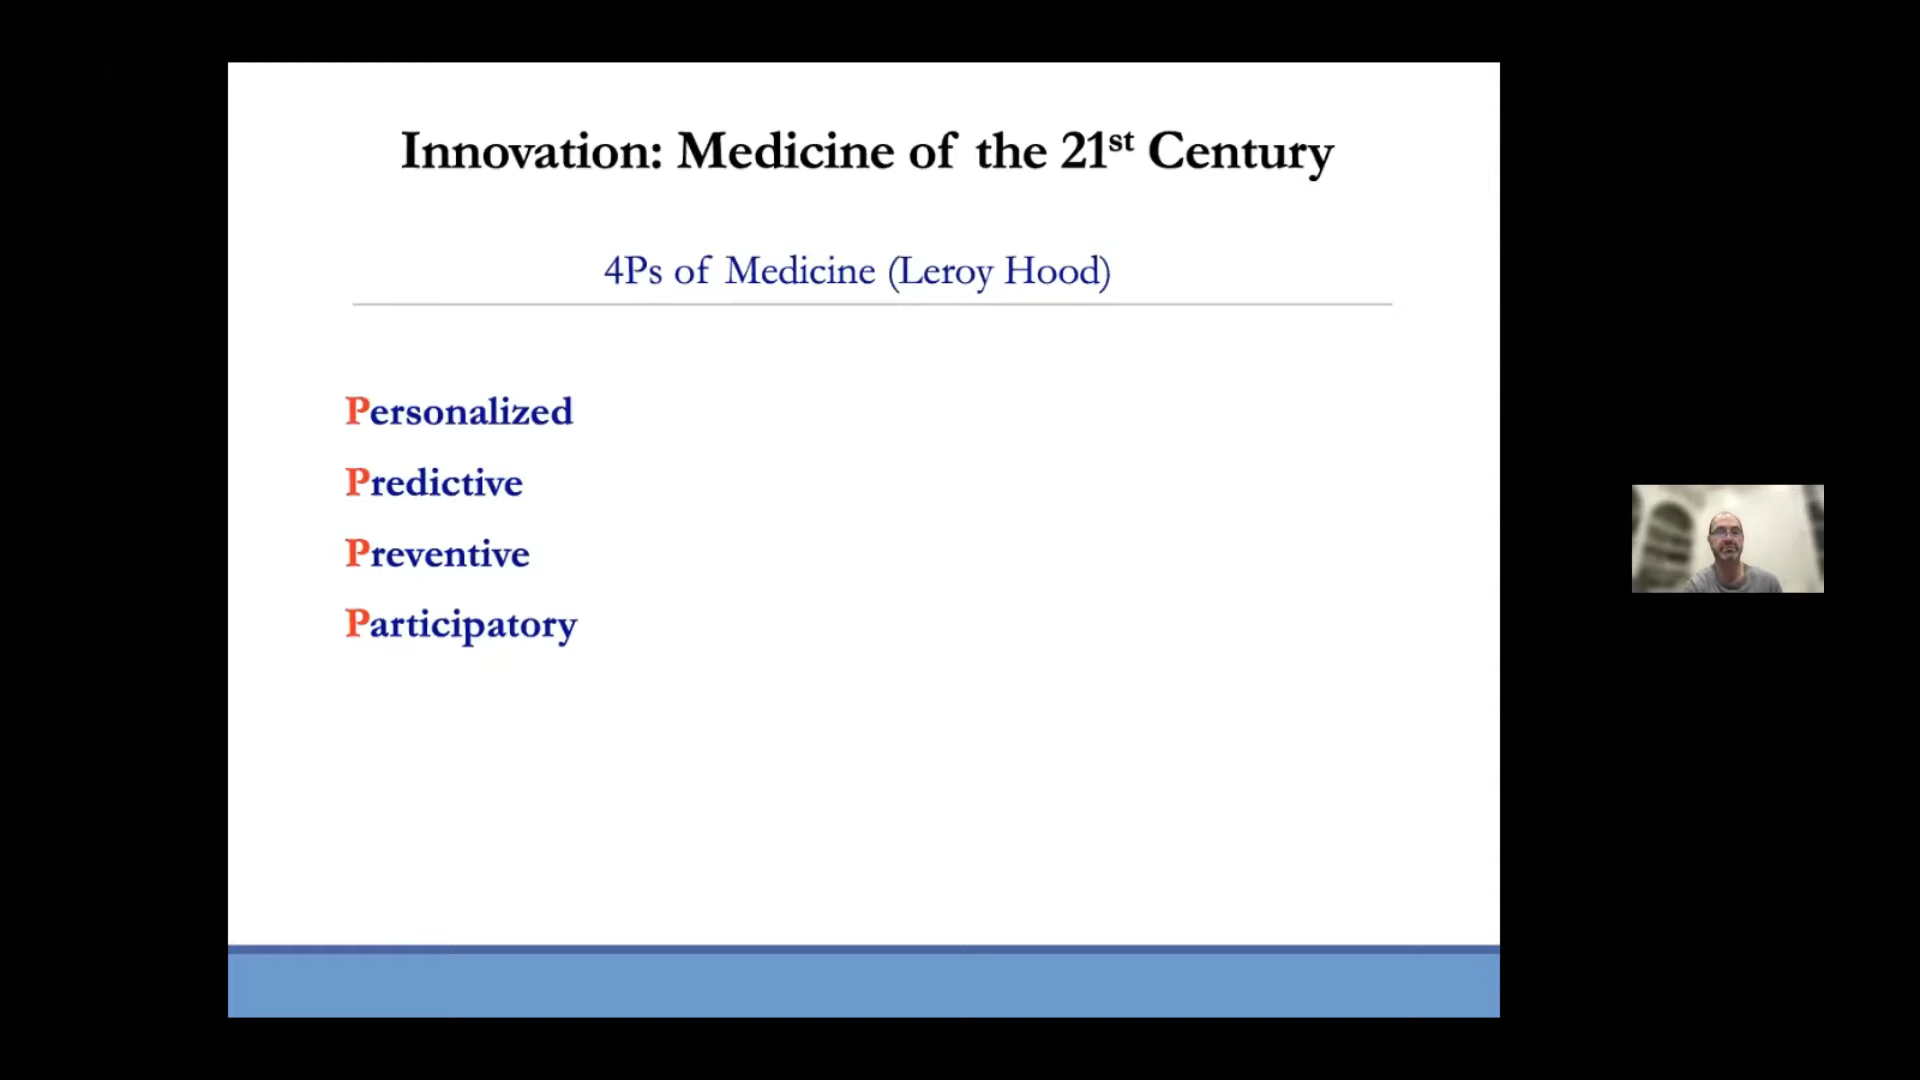 Innovation: Medicine of the 21st Century
4Ps of Medicine (Leroy Hood)
Personalized
Predictive
Preventive
Participatory